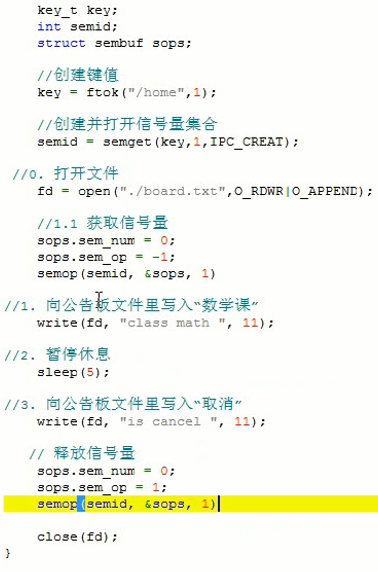 key_t key;
int semid;
struct sembuf sops;
//创建键值
key = ftok("/home",1);
//创建并打开信号量集合
semid = semget(key,1,IPC_CREAT);
//0. 打开文件
fd = open("./board.txt",O_RDWR|O_APPEND);
//1.1 获取信号量
sops.sem_num = 0;
sops.sem_op = -1;
semop(semid, &sops, 1)
//1. 向公告板文件里写入“数学课”
write(fd, "class math ", 11);
//2. 暂停休息
sleep(5);
//3. 向公告板文件里写入“取消”
write(fd, "is cancel ", 11);
// 释放信号量
sops.sem_num = 0;
sops.sem_op = 1;
semop(semid, &sops, 1)
close(fd);
}